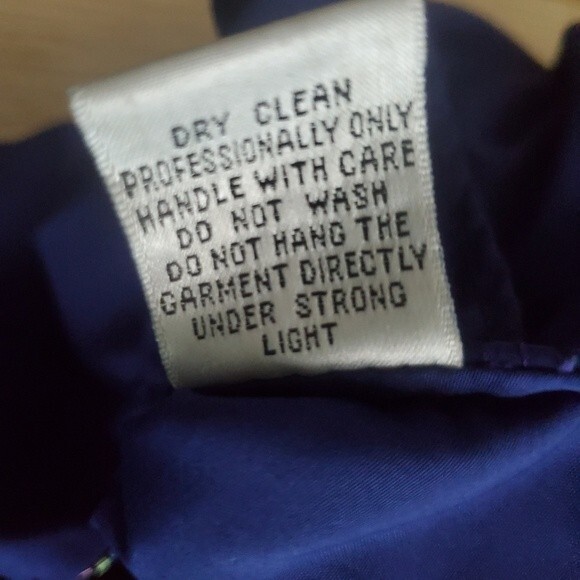 DRY CLEAN
PROFESSIONALLY ONLY
HANDLE WITH CARE
DO NOT WASH
DO NOT HANG THE
GARMENT DIRECTLY
UNDER STRONG
LIGHT